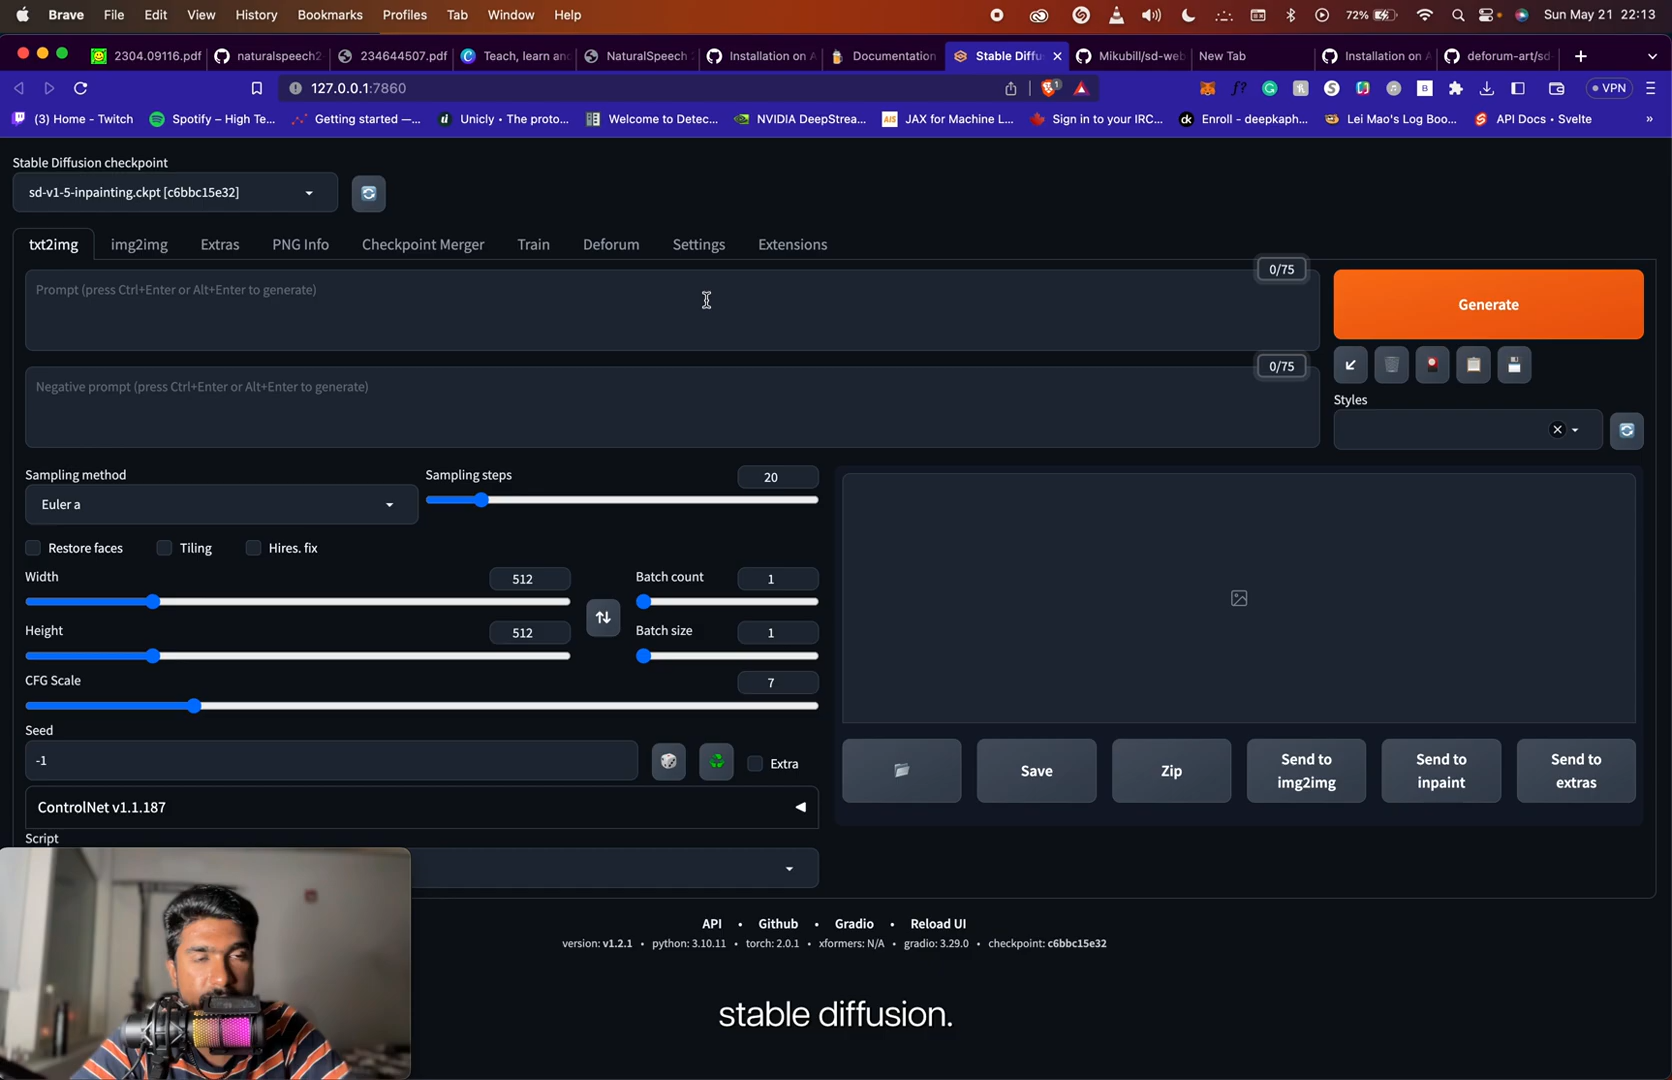 Brave File Edit View History Bookmarks Profiles Tab Window Help 72% Sun May 21 22:13
2304.09116.pdf naturalspeech2 234644507.pdf Teach, learn and NaturalSpeech 2 Installation on A Documentation Stable Diffu Mikubill/sd-web New Tab Installation on A deforum-art/sd
127.0.0.1:7860 1 VPN
(3) Home - Twitch Spotify – High Te... Getting started —... Unicly • The proto... Welcome to Detec... NVIDIA DeepStrea... JAX for Machine L... Sign in to your IRC... Enroll - deepkaph... Lei Mao's Log Boo... API Docs • Svelte »
Stable Diffusion checkpoint
sd-v1-5-inpainting.ckpt [c6bbc15e32]
txt2img img2img Extras PNG Info Checkpoint Merger Train Deforum Settings Extensions
0/75
Prompt (press Ctrl+Enter or Alt+Enter to generate)
Generate
0/75
Negative prompt (press Ctrl+Enter or Alt+Enter to generate)
Styles
Sampling method
Sampling steps 20
Euler a
Restore faces Tiling Hires. fix
Width 512
Batch count 1
Height 512
Batch size 1
CFG Scale 7
Seed
-1
Extra
Save
Zip
Send to img2img
Send to inpaint
Send to extras
ControlNet v1.1.187
Script
API • Github • Gradio • Reload UI
version: v1.2.1 • python: 3.10.11 • torch: 2.0.1 • xformers: N/A • gradio: 3.29.0 • checkpoint: c6bbc15e32
stable diffusion.